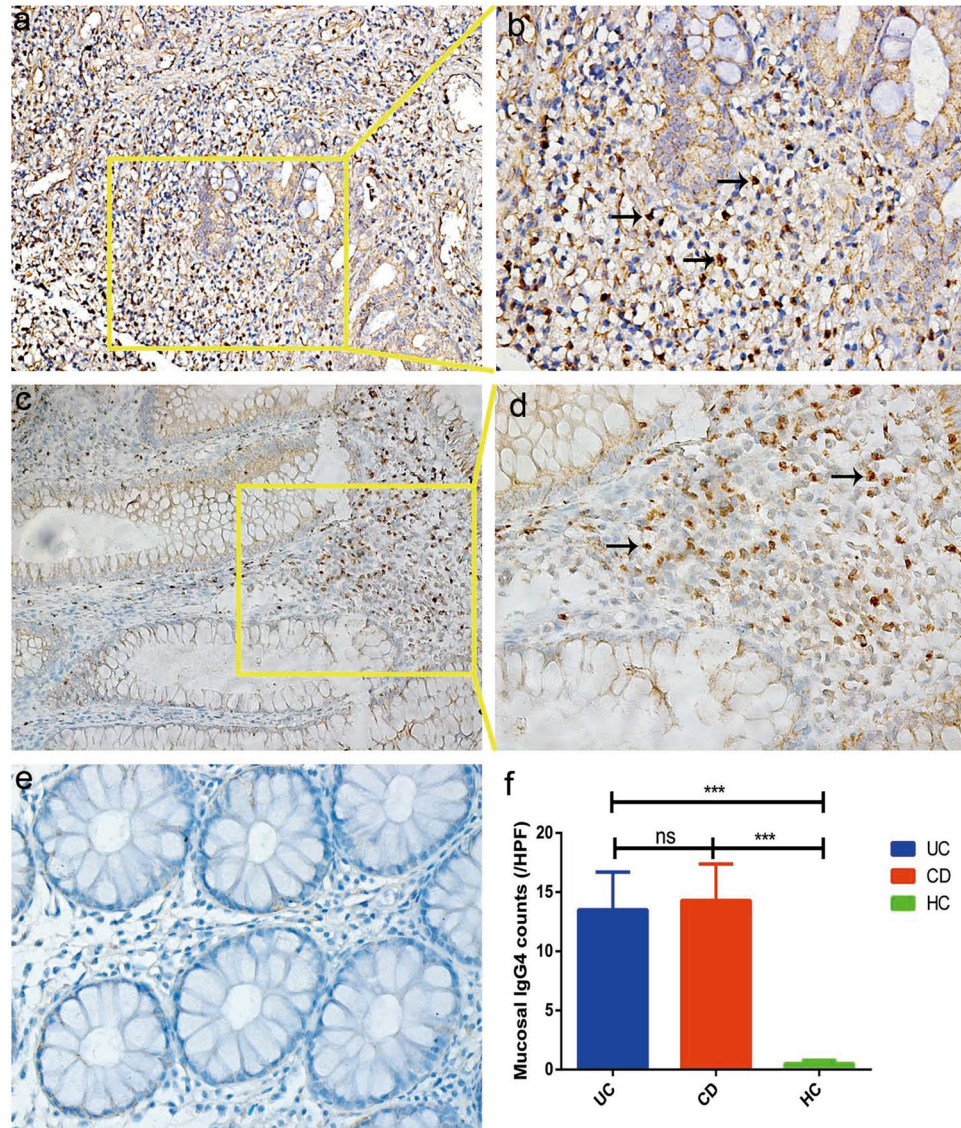 a
b
c
d
e
f
***
ns
***
20
15
10
5
0
Mucosal IgG4 counts (/HPF)
UC
CD
HC
UC
CD
HC